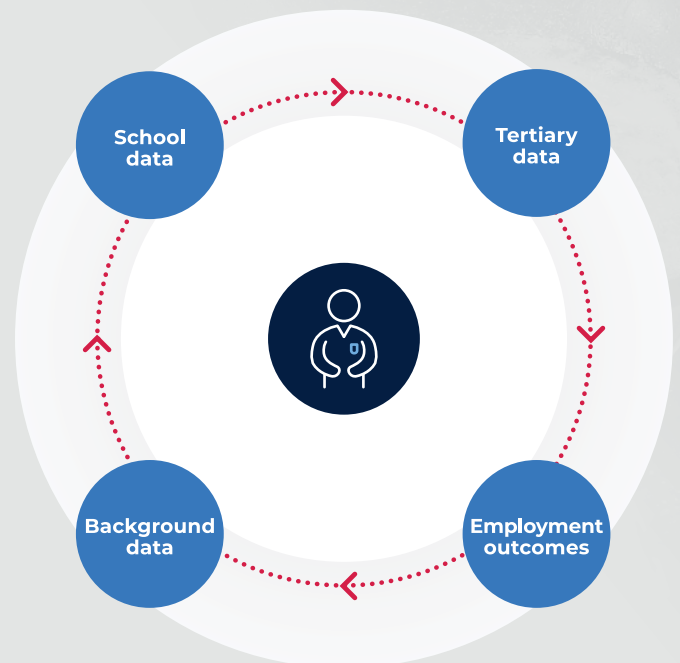 School
data
Tertiary
data
Background
data
Employment
outcomes